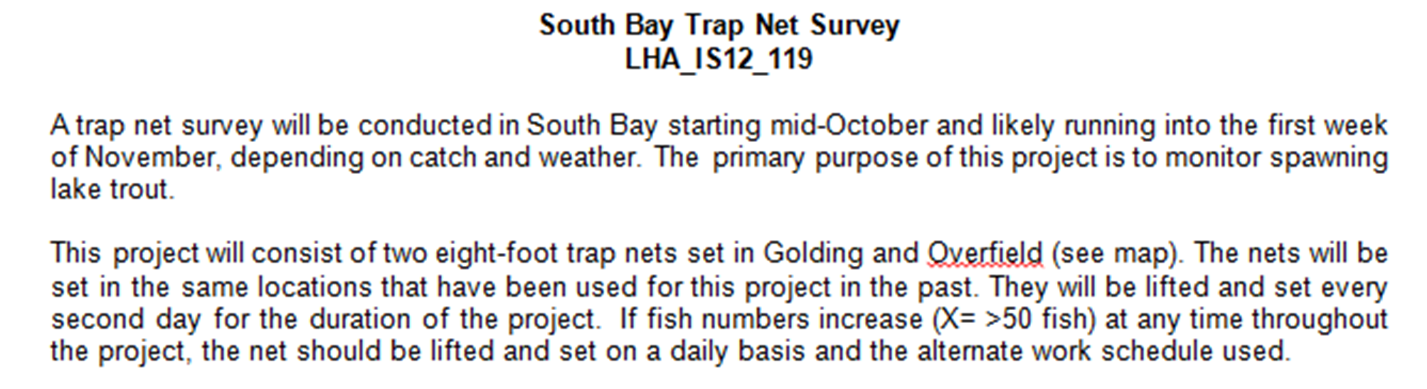 South Bay Trap Net Survey
LHA_IS12_119
A trap net survey will be conducted in South Bay starting mid-October and likely running into the first week
of November, depending on catch and weather. The primary purpose of this project is to monitor spawning
lake trout.
This project will consist of two eight-foot trap nets set in Golding and Overfield (see map). The nets will be
set in the same locations that have been used for this project in the past. They will be lifted and set every
second day for the duration of the project. If fish numbers increase (X= >50 fish) at any time throughout
the project, the net should be lifted and set on a daily basis and the alternate work schedule used.